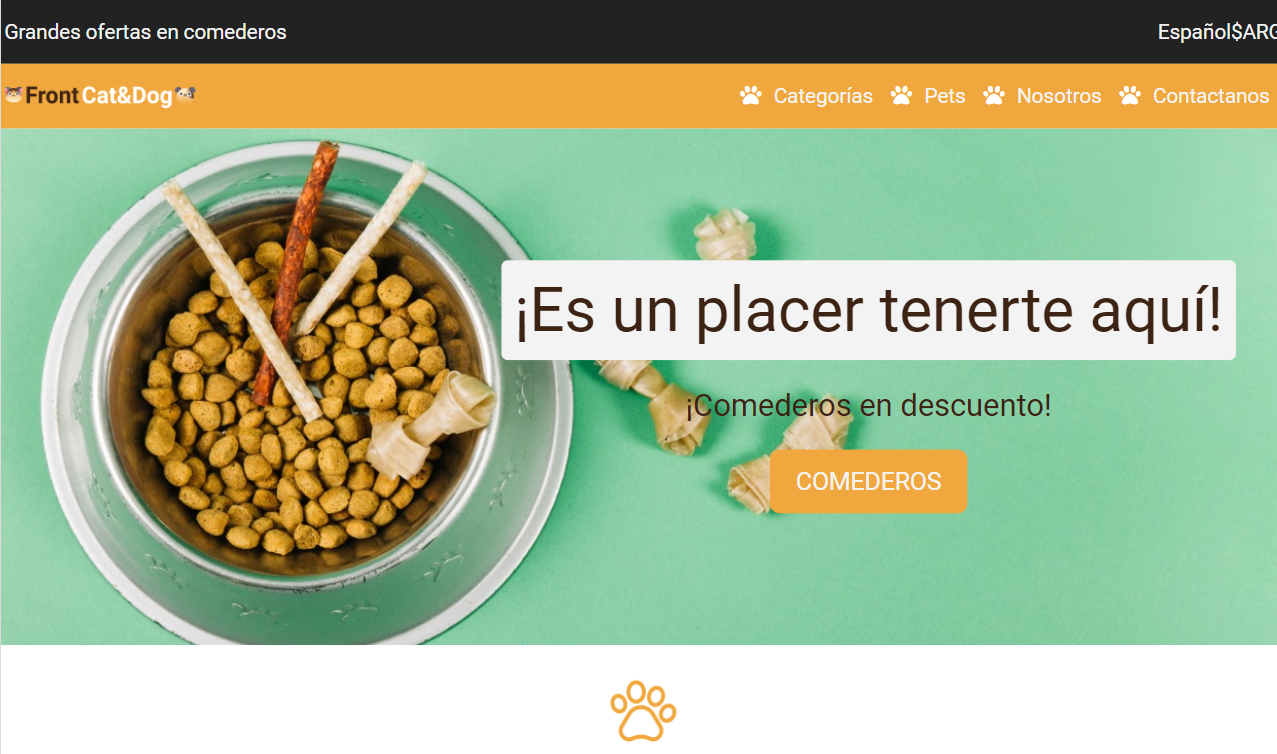 Grandes ofertas en comederos
Español$ARG
Front Cat&Dog
Categorías Pets Nosotros Contactanos
¡Es un placer tenerte aquí!
¡Comederos en descuento!
COMEDEROS